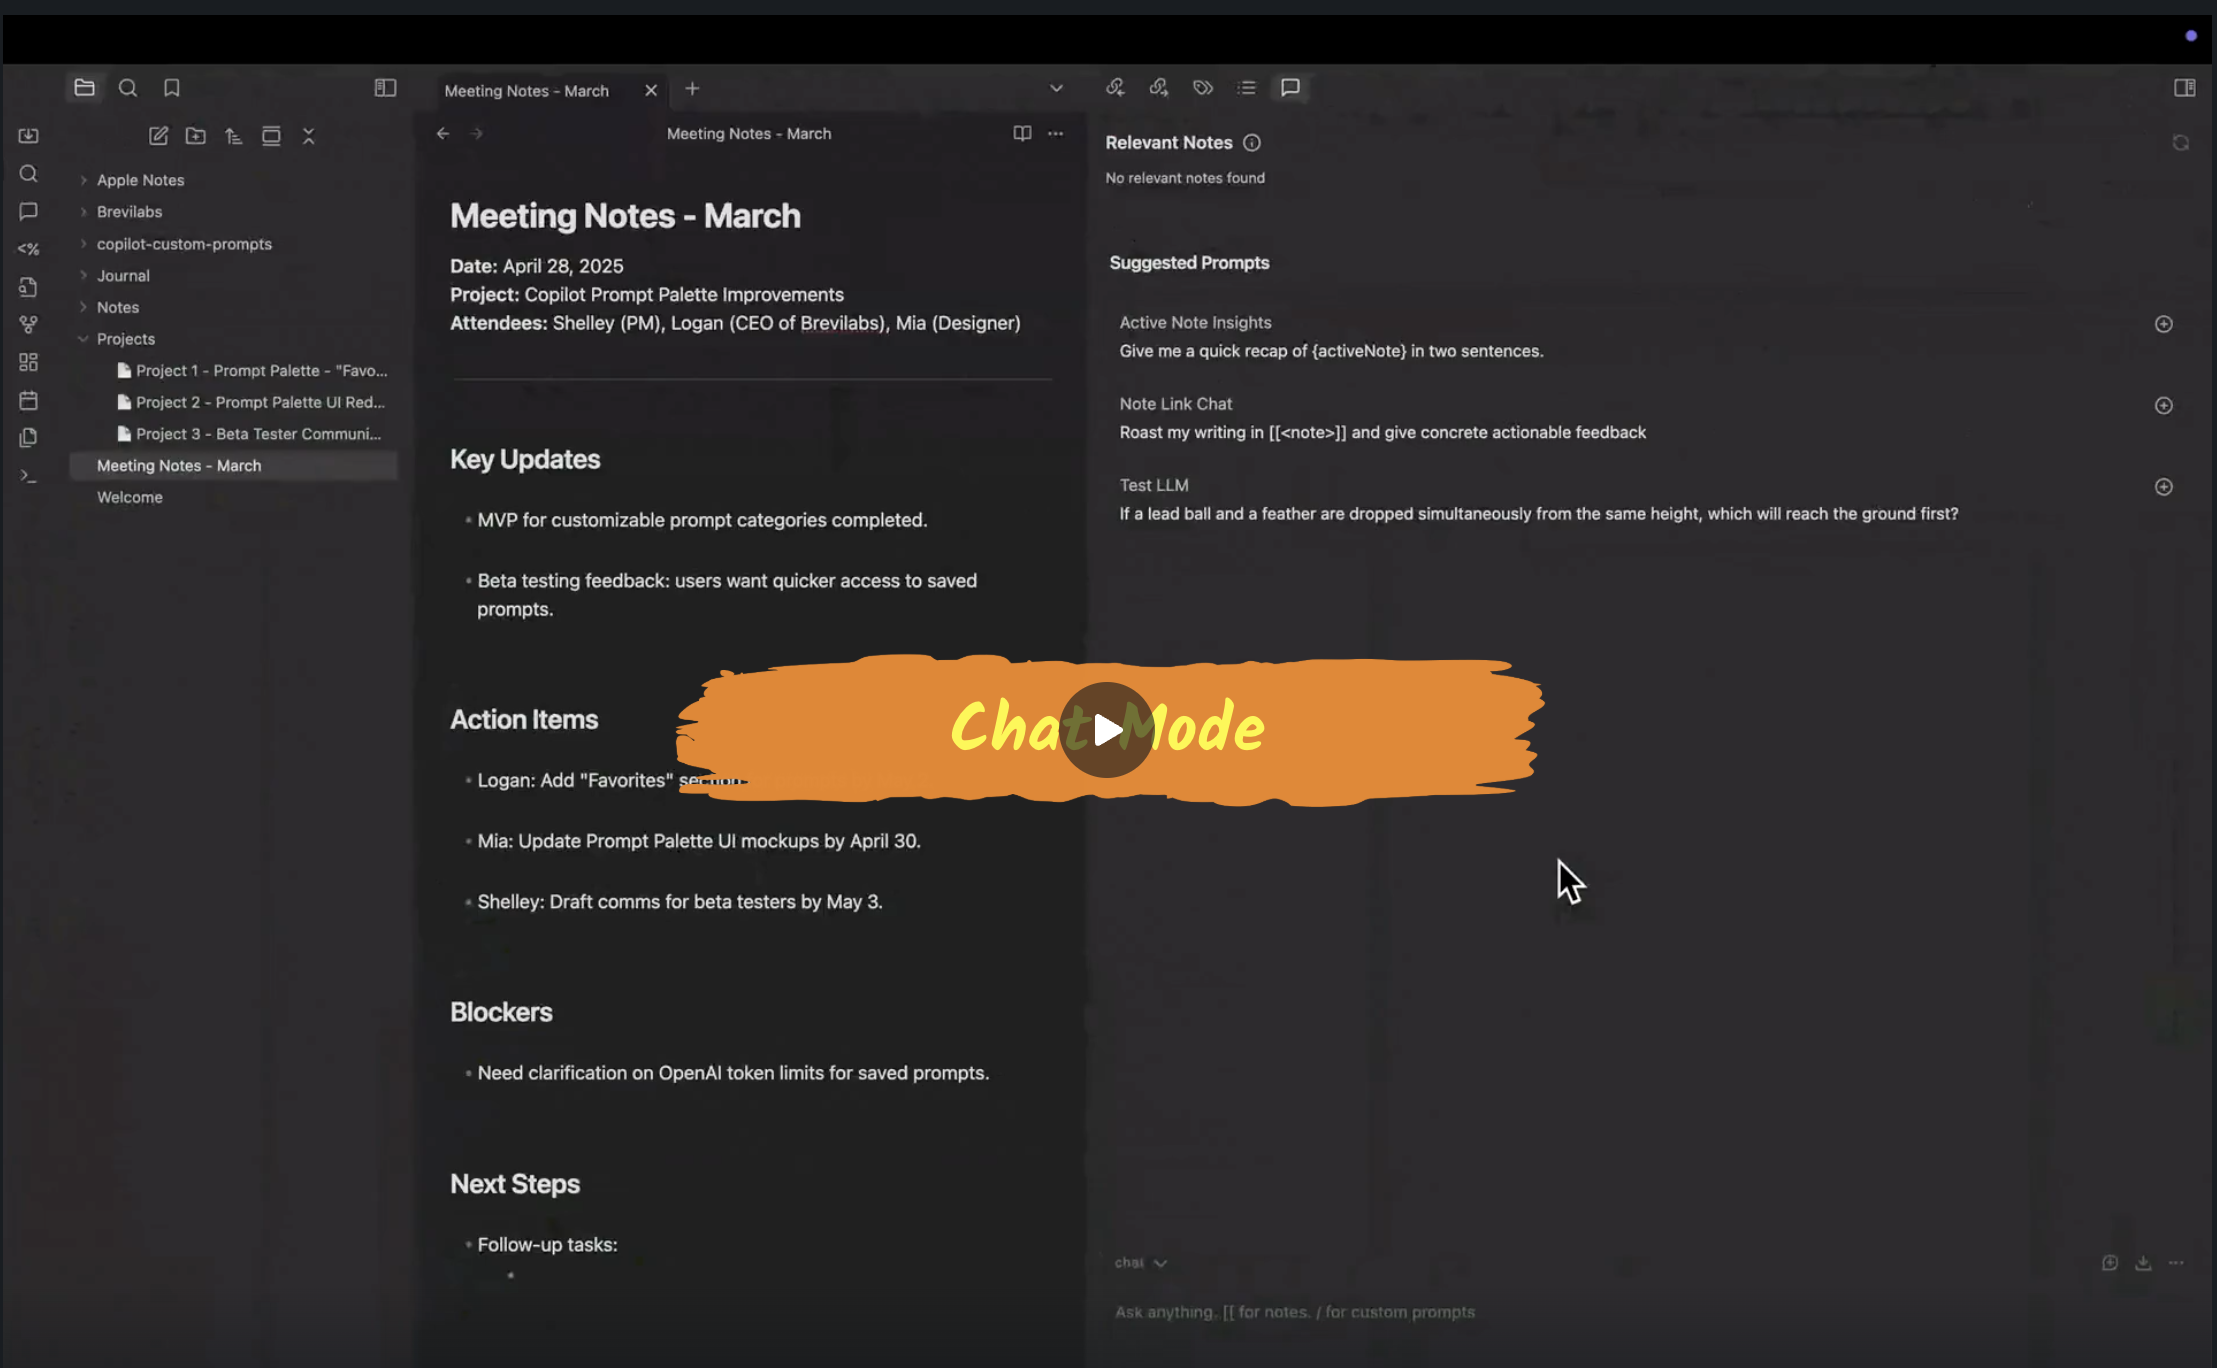 Meeting Notes - March
Meeting Notes - March
Apple Notes
Brevilabs
copilot-custom-prompts
Journal
Notes
Projects
Project 1 - Prompt Palette - "Favo...
Project 2 - Prompt Palette UI Red...
Project 3 - Beta Tester Communi...
Meeting Notes - March
Welcome
Meeting Notes - March
Date: April 28, 2025
Project: Copilot Prompt Palette Improvements
Attendees: Shelley (PM), Logan (CEO of Brevilabs), Mia (Designer)
Key Updates
MVP for customizable prompt categories completed.
Beta testing feedback: users want quicker access to saved
prompts.
Action Items
Logan: Add "Favorites" section
Mia: Update Prompt Palette UI mockups by April 30.
Shelley: Draft comms for beta testers by May 3.
Blockers
Need clarification on OpenAI token limits for saved prompts.
Next Steps
Follow-up tasks:
Chat Mode
Relevant Notes
No relevant notes found
Suggested Prompts
Active Note Insights
Give me a quick recap of {activeNote} in two sentences.
Note Link Chat
Roast my writing in [[<note>]] and give concrete actionable feedback
Test LLM
If a lead ball and a feather are dropped simultaneously from the same height, which will reach the ground first?
chat
Ask anything. [[ for notes. / for custom prompts